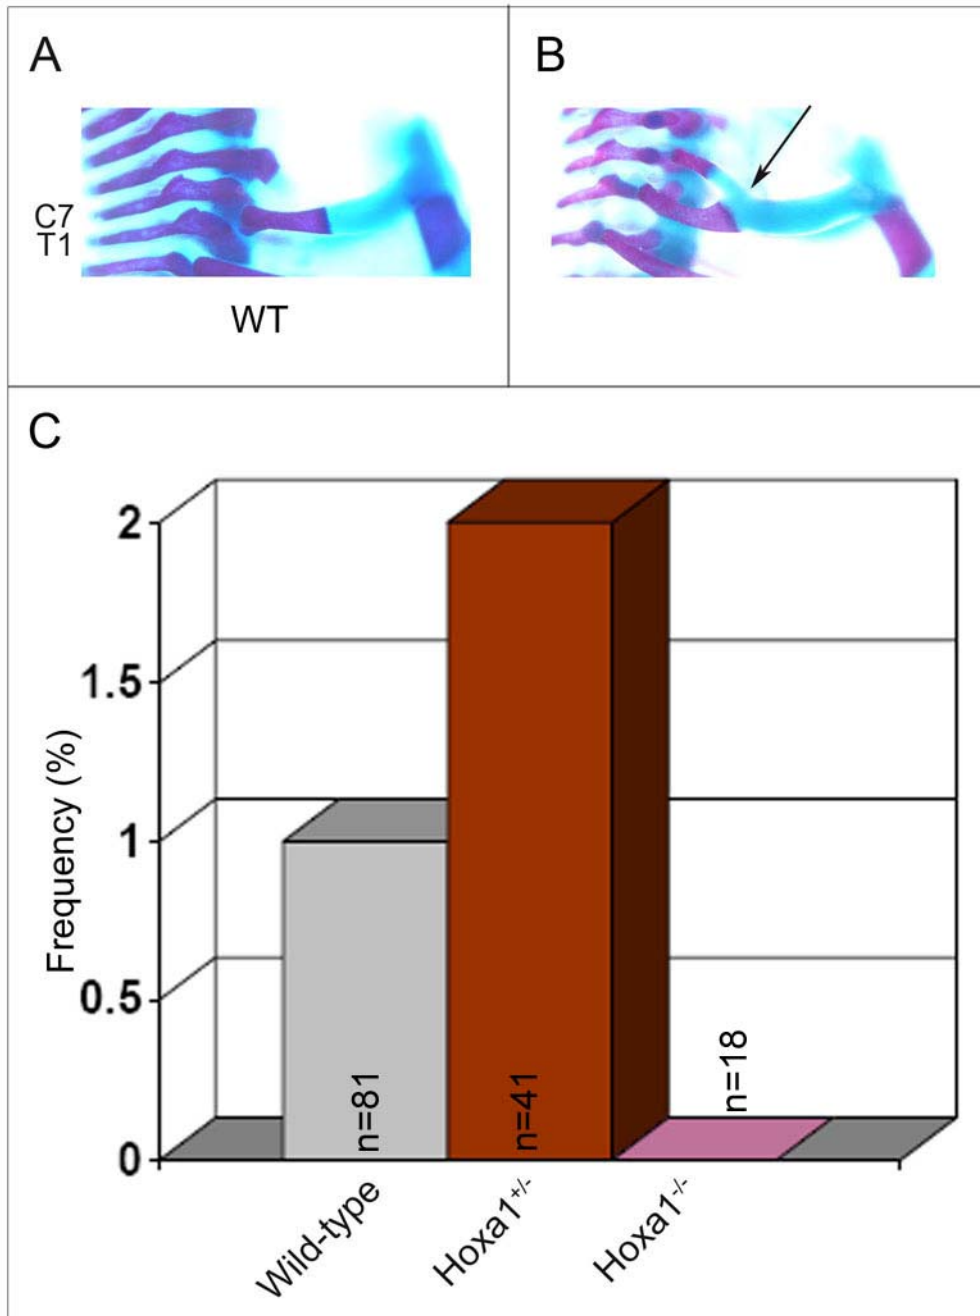 A
B
C7
T1
WT
C
2
1.5
1
0.5
0
Frequency (%)
n=81
n=41
n=18
Wild-type
Hoxa1+/-
Hoxa1-/-